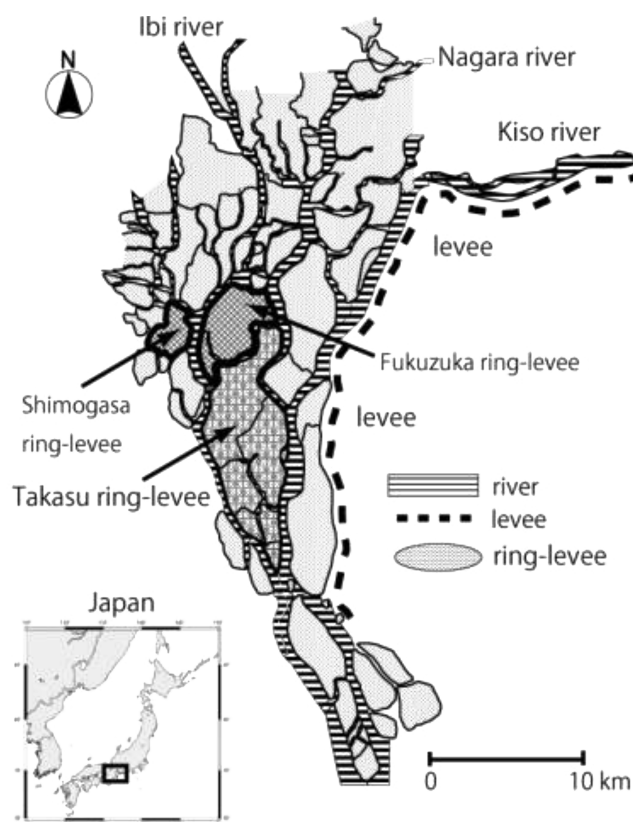 Ibi river
N
Nagara river
Kiso river
levee
Fukuzuka ring-levee
Shimogasa
ring-levee
levee
Takasu ring-levee
river
levee
ring-levee
Japan
0
10 km